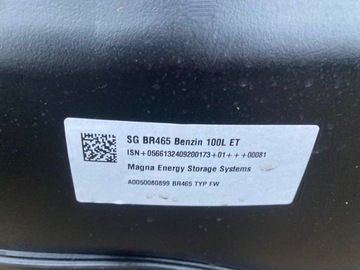 SG BR465 Benzin 100L ET
ISN+0566132409200173+01+++00081
Magna Energy Storage Systems
A0050080899 BR465 TYP FW